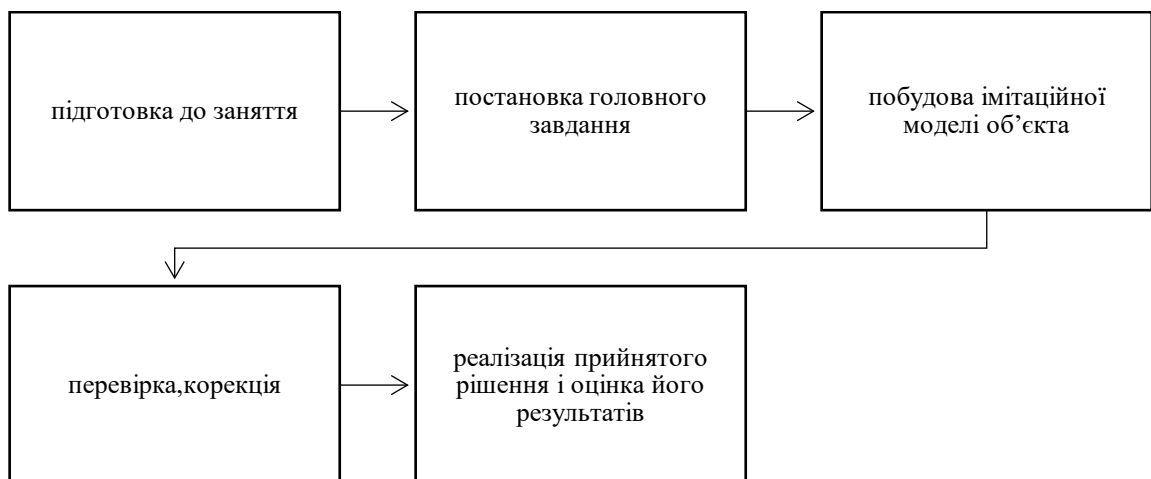 підготовка до заняття
постановка головного
завдання
побудова імітаційної
моделі об’єкта
перевірка,корекція
реалізація прийнятого
рішення і оцінка його
результатів